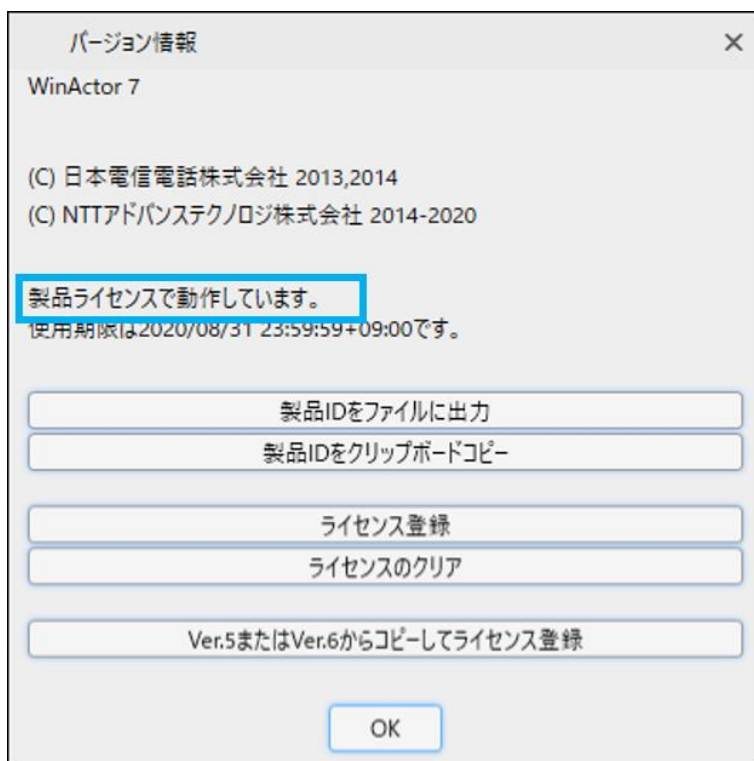 バージョン情報
WinActor 7
(C) 日本電信電話株式会社 2013,2014
(C) NTTアドバンステクノロジ株式会社 2014-2020
製品ライセンスで動作しています。
使用期限は2020/08/31 23:59:59+09:00です。
製品IDをファイルに出力
製品IDをクリップボードコピー
ライセンス登録
ライセンスのクリア
Ver.5またはVer.6からコピーしてライセンス登録
OK